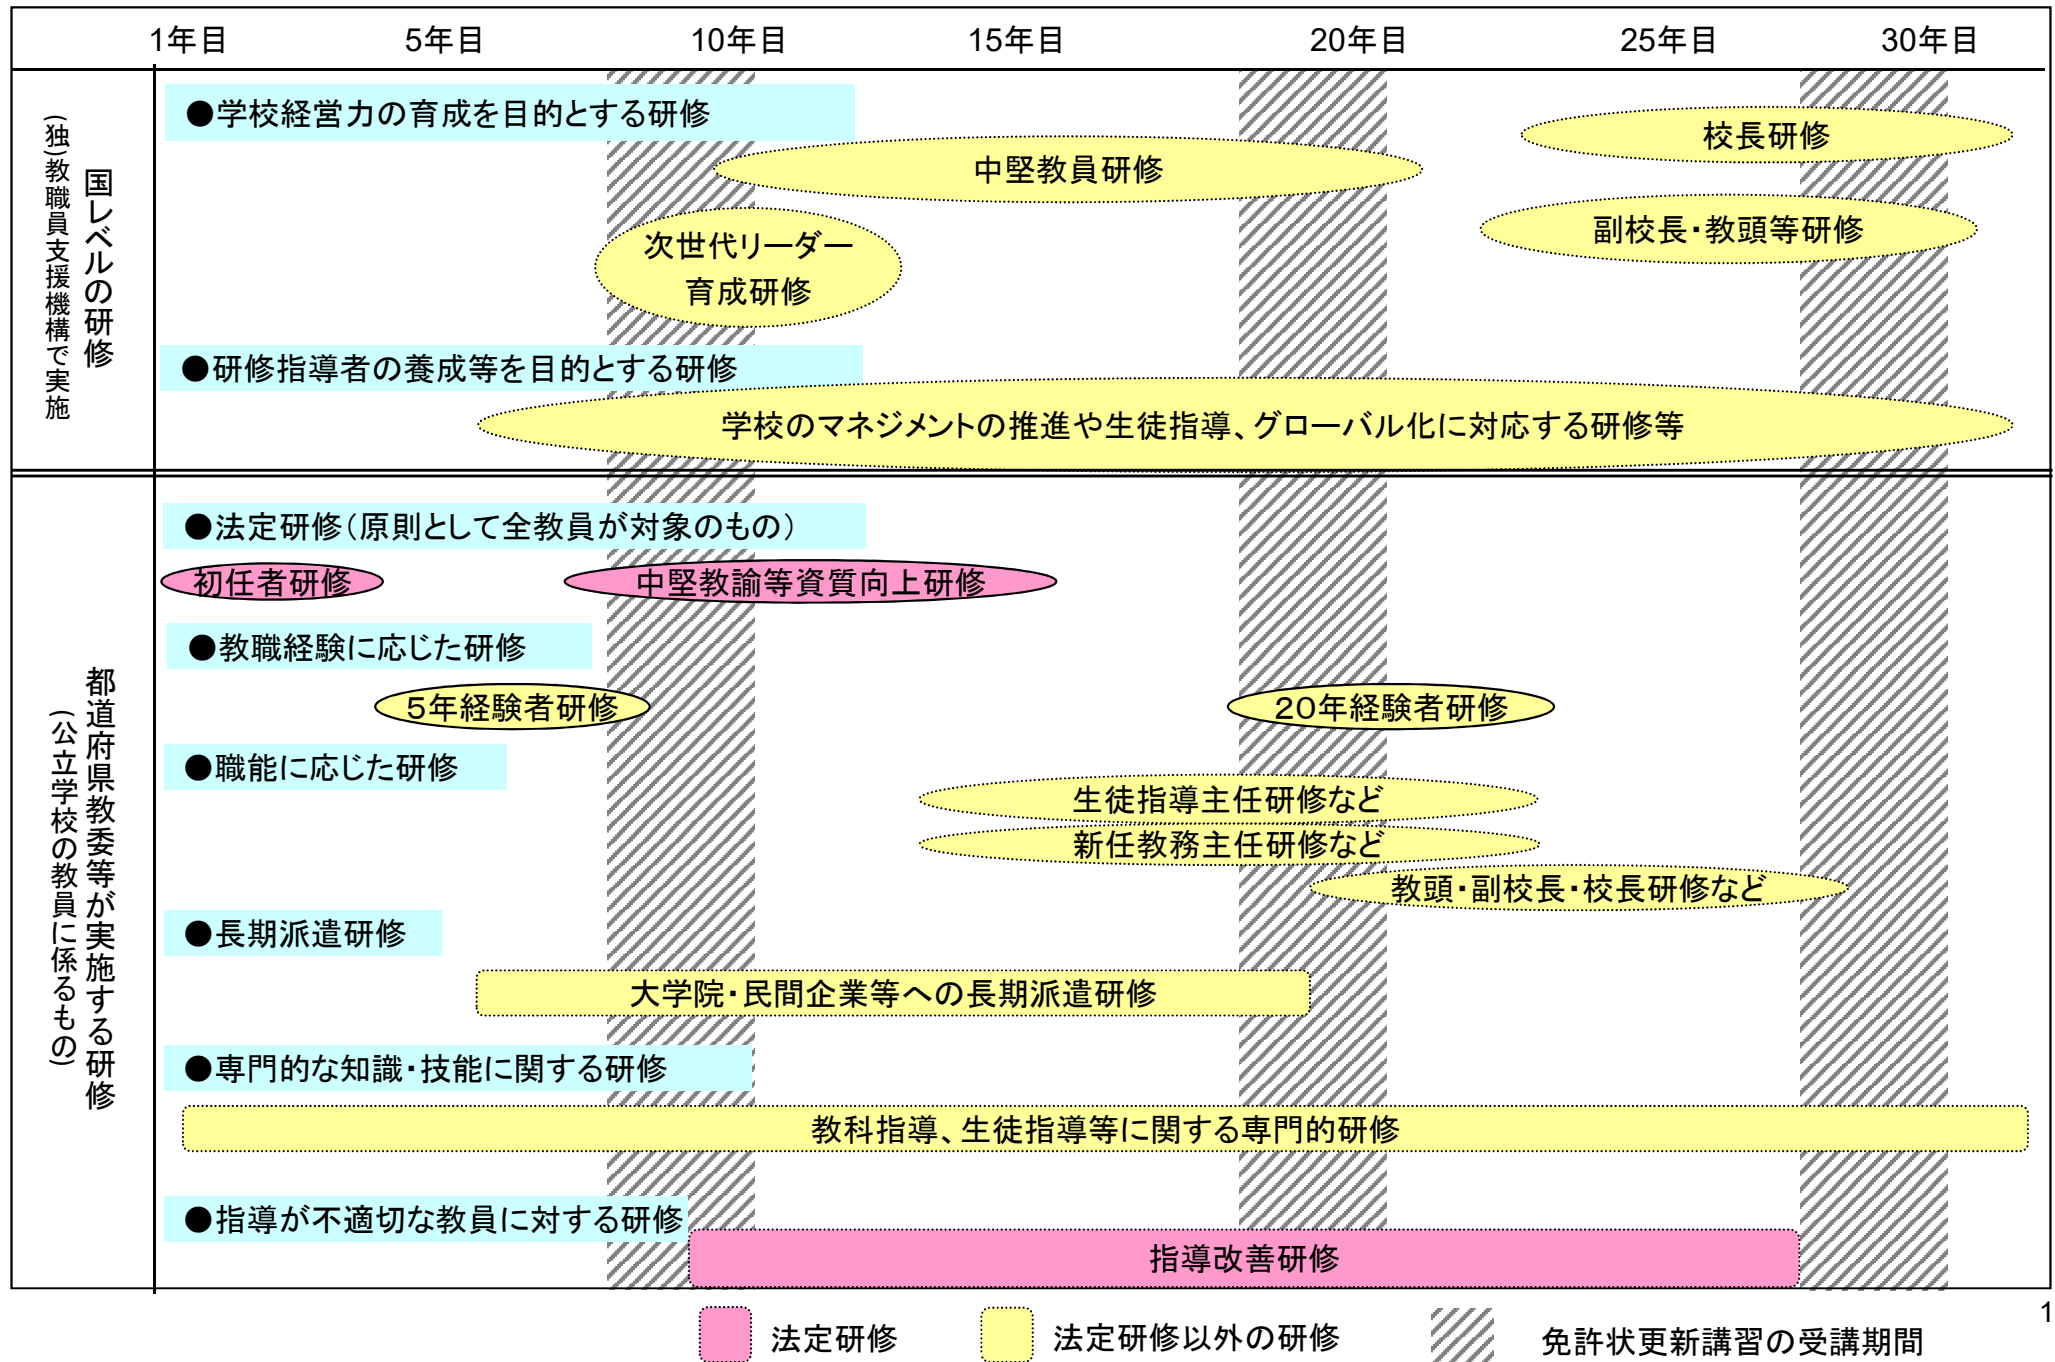 1年目 5年目 10年目 15年目 20年目 25年目 30年目
国レベルの研修
(独)教職員支援機構で実施
●学校経営力の育成を目的とする研修
校長研修
中堅教員研修
副校長・教頭等研修
次世代リーダー
育成研修
●研修指導者の養成等を目的とする研修
学校のマネジメントの推進や生徒指導、グローバル化に対応する研修等
都道府県教委等が実施する研修
(公立学校の教員に係るもの)
●法定研修(原則として全教員が対象のもの)
初任者研修 中堅教諭等資質向上研修
●教職経験に応じた研修
5年経験者研修 20年経験者研修
●職能に応じた研修
生徒指導主任研修など
新任教務主任研修など
教頭・副校長・校長研修など
●長期派遣研修
大学院・民間企業等への長期派遣研修
●専門的な知識・技能に関する研修
教科指導、生徒指導等に関する専門的研修
●指導が不適切な教員に対する研修
指導改善研修
1
法定研修 法定研修以外の研修 免許状更新講習の受講期間